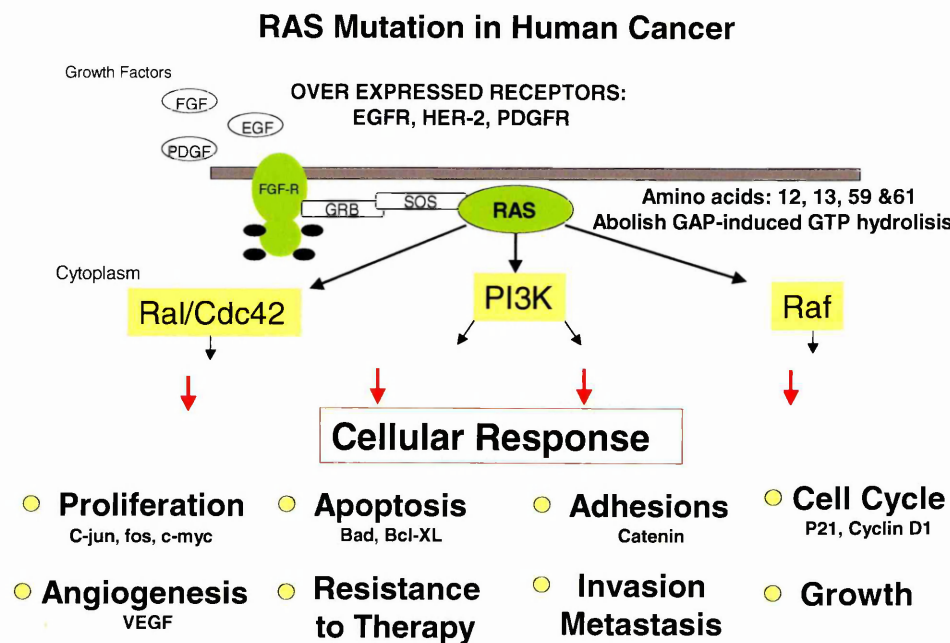 RAS Mutation in Human Cancer
Growth Factors
FGF
EGF
PDGF
OVER EXPRESSED RECEPTORS:
EGFR, HER-2, PDGFR
FGF-R
GRB
SOS
RAS
Amino acids: 12, 13, 59 &61
Abolish GAP-induced GTP hydrolisis
Cytoplasm
Ral/Cdc42
PI3K
Raf
Cellular Response
Proliferation
C-jun, fos, c-myc
Apoptosis
Bad, Bcl-XL
Adhesions
Catenin
Cell Cycle
P21, Cyclin D1
Angiogenesis
VEGF
Resistance
to Therapy
Invasion
Metastasis
Growth